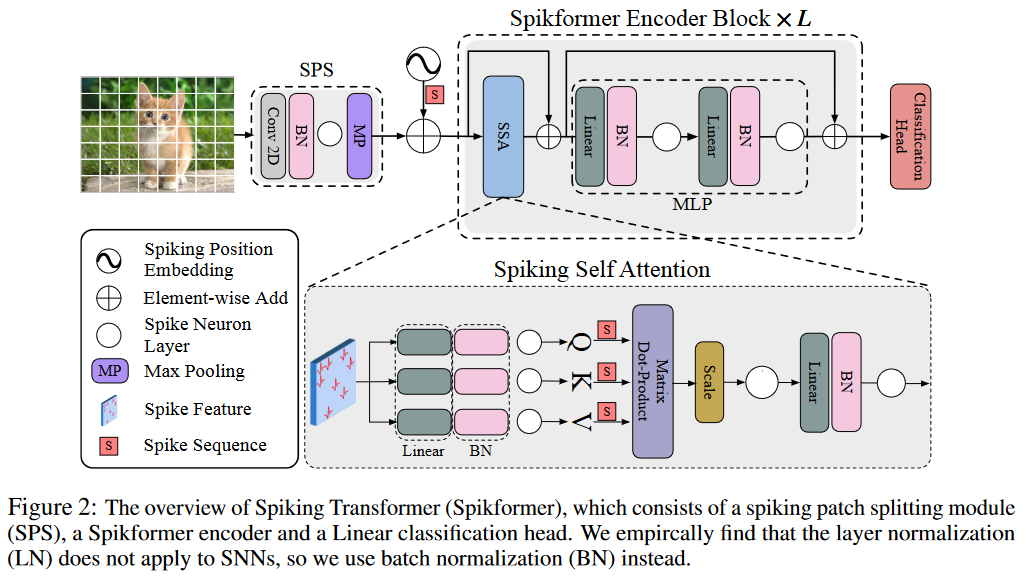 Spikformer Encoder Block × L
SPS
S
Conv 2D
BN
MP
SSA
Linear
BN
Linear
BN
MLP
Classification
Head
Spiking Position
Embedding
Element-wise Add
Spike Neuron
Layer
MP
Max Pooling
Spike Feature
S
Spike Sequence
Spiking Self Attention
Q
K
V
S
S
S
Matrix
Dot-Product
Scale
Linear
BN
Linear
BN
Figure 2: The overview of Spiking Transformer (Spikformer), which consists of a spiking patch splitting module
(SPS), a Spikformer encoder and a Linear classification head. We empircally find that the layer normalization
(LN) does not apply to SNNs, so we use batch normalization (BN) instead.